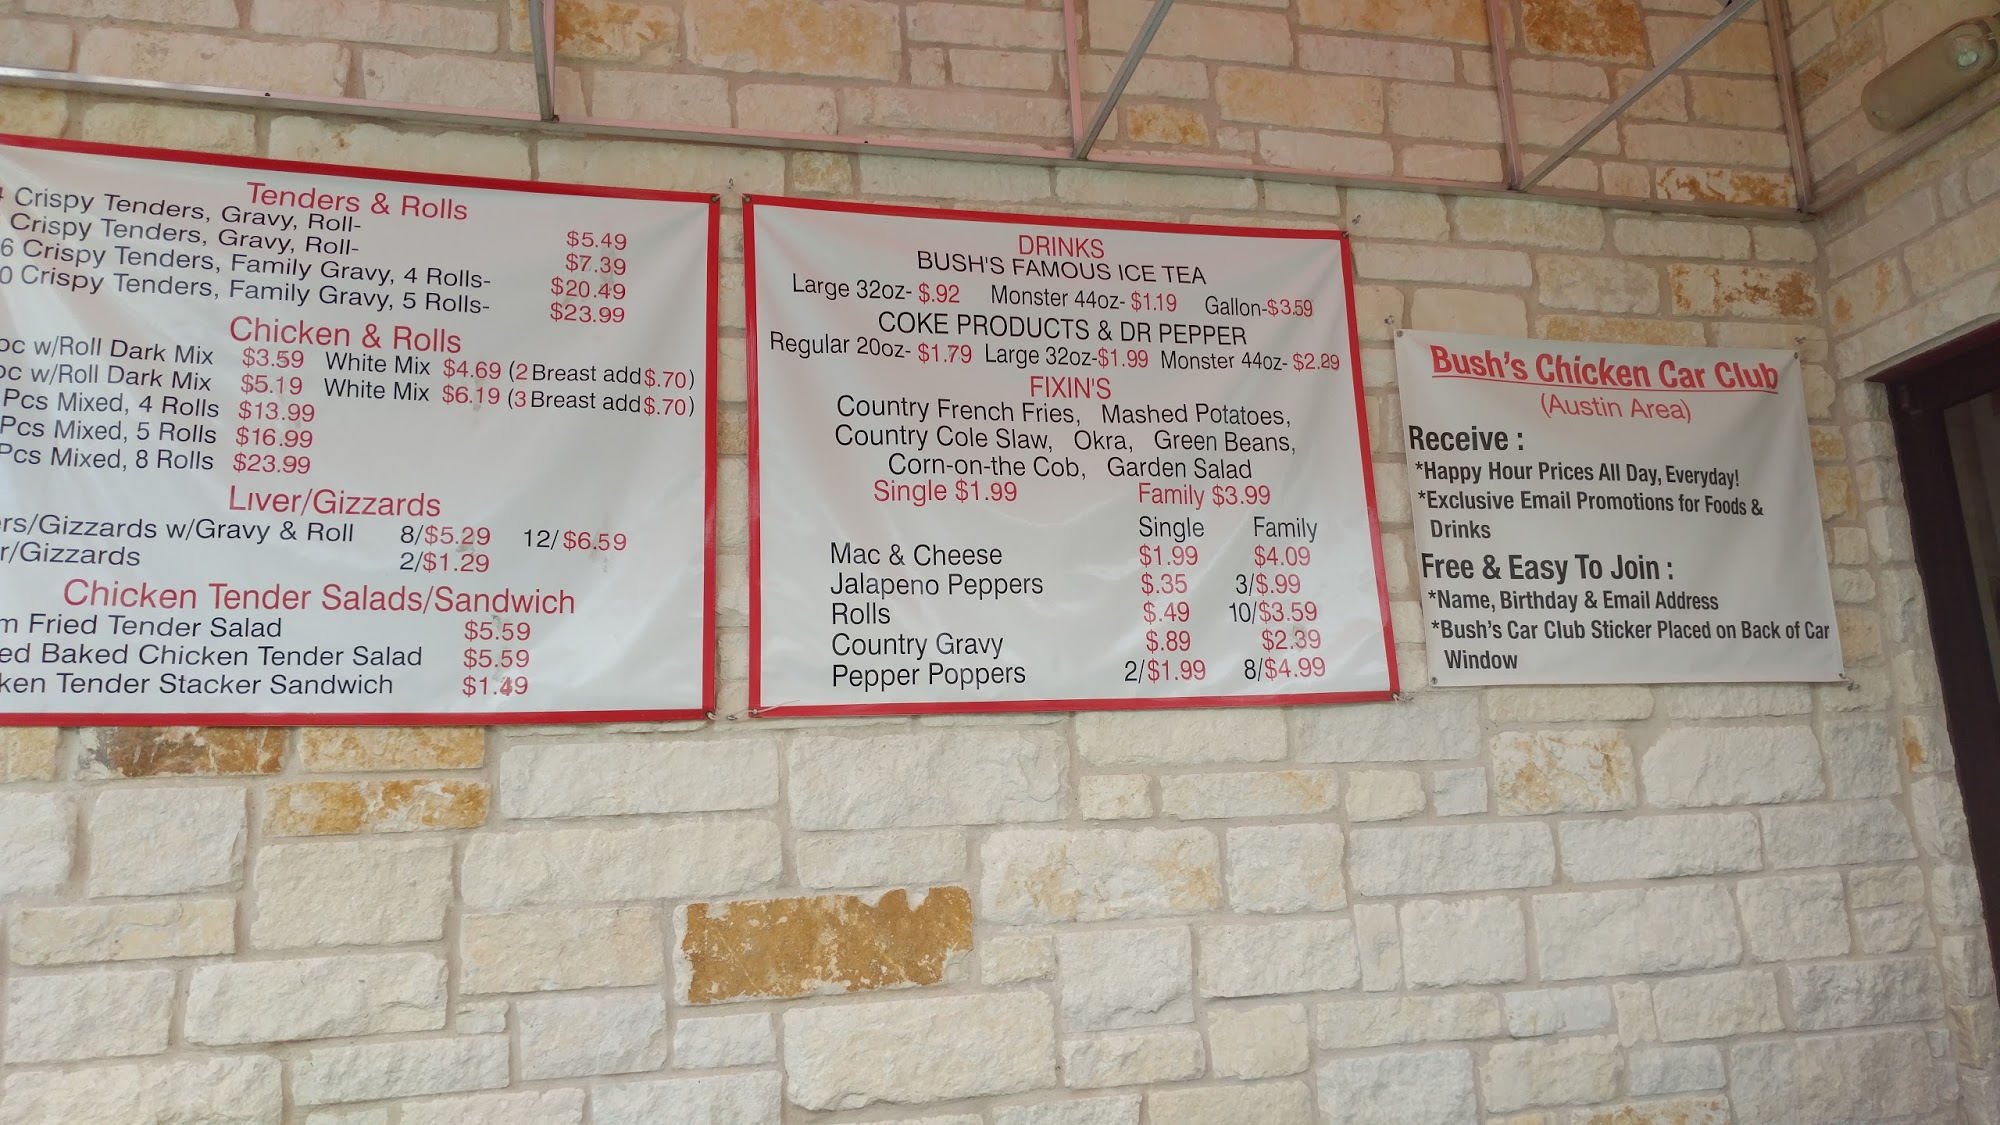 Tenders & Rolls
Crispy Tenders, Gravy, Roll- $5.49
Crispy Tenders, Gravy, Roll- $7.39
6 Crispy Tenders, Family Gravy, 4 Rolls- $20.49
0 Crispy Tenders, Family Gravy, 5 Rolls- $23.99
Chicken & Rolls
pc w/Roll Dark Mix $3.59 White Mix $4.69 (2 Breast add $.70)
pc w/Roll Dark Mix $5.19 White Mix $6.19 (3 Breast add $.70)
Pcs Mixed, 4 Rolls $13.99
Pcs Mixed, 5 Rolls $16.99
Pcs Mixed, 8 Rolls $23.99
Liver/Gizzards
ers/Gizzards w/Gravy & Roll 8/$5.29 12/$6.59
r/Gizzards 2/$1.29
Chicken Tender Salads/Sandwich
m Fried Tender Salad $5.59
ed Baked Chicken Tender Salad $5.59
ken Tender Stacker Sandwich $1.49
DRINKS
BUSH'S FAMOUS ICE TEA
Large 32oz- $.92 Monster 44oz- $1.19 Gallon-$3.59
COKE PRODUCTS & DR PEPPER
Regular 20oz- $1.79 Large 32oz-$1.99 Monster 44oz- $2.29
FIXIN'S
Country French Fries, Mashed Potatoes,
Country Cole Slaw, Okra, Green Beans,
Corn-on-the Cob, Garden Salad
Single $1.99 Family $3.99
Single Family
Mac & Cheese $1.99 $4.09
Jalapeno Peppers $.35 3/$.99
Rolls $.49 10/$3.59
Country Gravy $.89 $2.39
Pepper Poppers 2/$1.99 8/$4.99
Bush's Chicken Car Club
(Austin Area)
Receive :
*Happy Hour Prices All Day, Everyday!
*Exclusive Email Promotions for Foods &
Drinks
Free & Easy To Join :
*Name, Birthday & Email Address
*Bush's Car Club Sticker Placed on Back of Car
Window